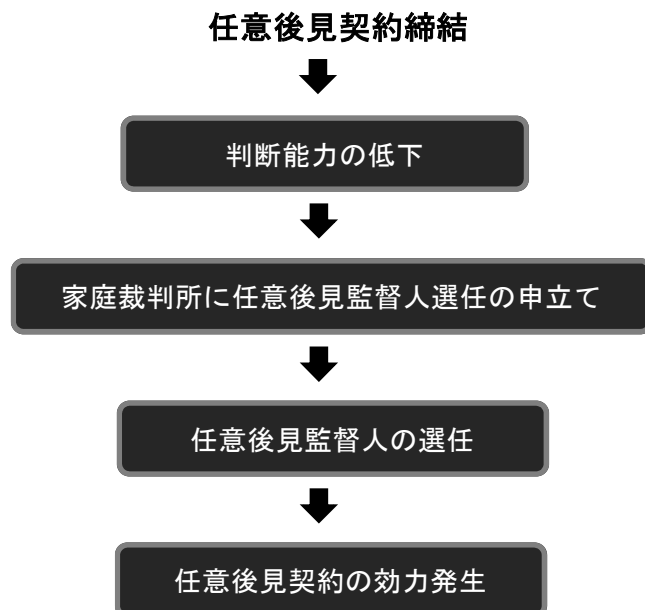 任意後見契約締結
判断能力の低下
家庭裁判所に任意後見監督人選任の申立て
任意後見監督人の選任
任意後見契約の効力発生